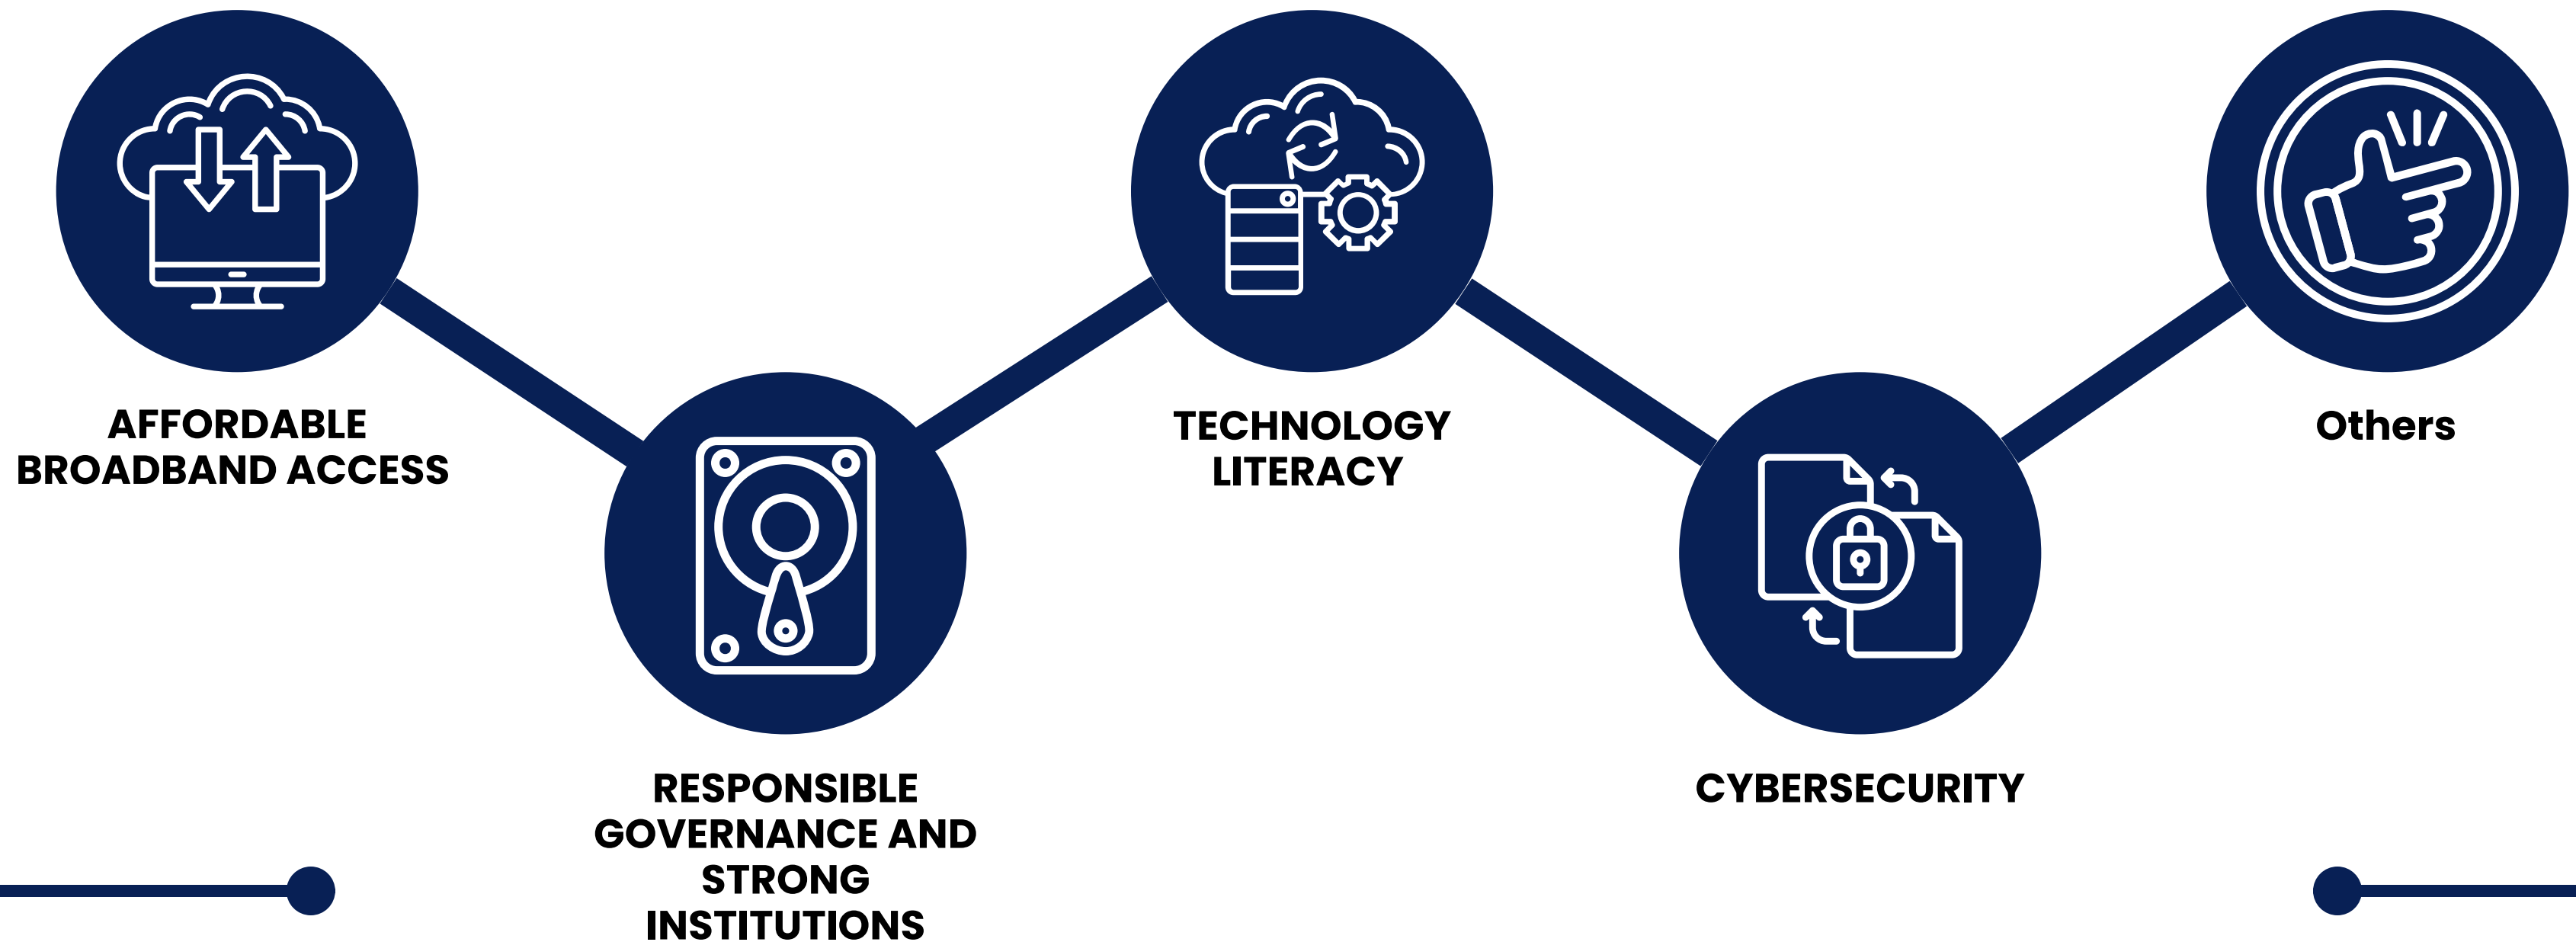 AFFORDABLE
BROADBAND ACCESS
RESPONSIBLE
GOVERNANCE AND
STRONG
INSTITUTIONS
TECHNOLOGY
LITERACY
CYBERSECURITY
Others